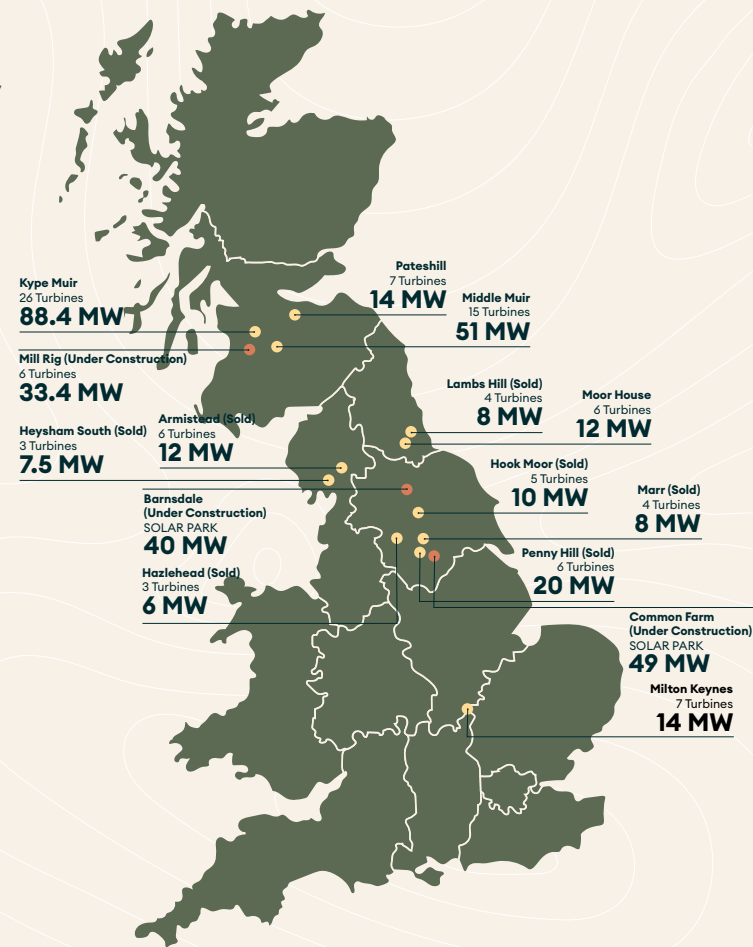 Pateshill
7 Turbines
14 MW
Kype Muir
26 Turbines
88.4 MW
Middle Muir
15 Turbines
51 MW
Mill Rig (Under Construction)
6 Turbines
33.4 MW
Lambs Hill (Sold)
4 Turbines
8 MW
Moor House
6 Turbines
12 MW
Armistead (Sold)
6 Turbines
12 MW
Heysham South (Sold)
3 Turbines
7.5 MW
Hook Moor (Sold)
5 Turbines
10 MW
Marr (Sold)
4 Turbines
8 MW
Barnsdale
(Under Construction)
SOLAR PARK
40 MW
Penny Hill (Sold)
6 Turbines
20 MW
Hazlehead (Sold)
3 Turbines
6 MW
Common Farm
(Under Construction)
SOLAR PARK
49 MW
Milton Keynes
7 Turbines
14 MW